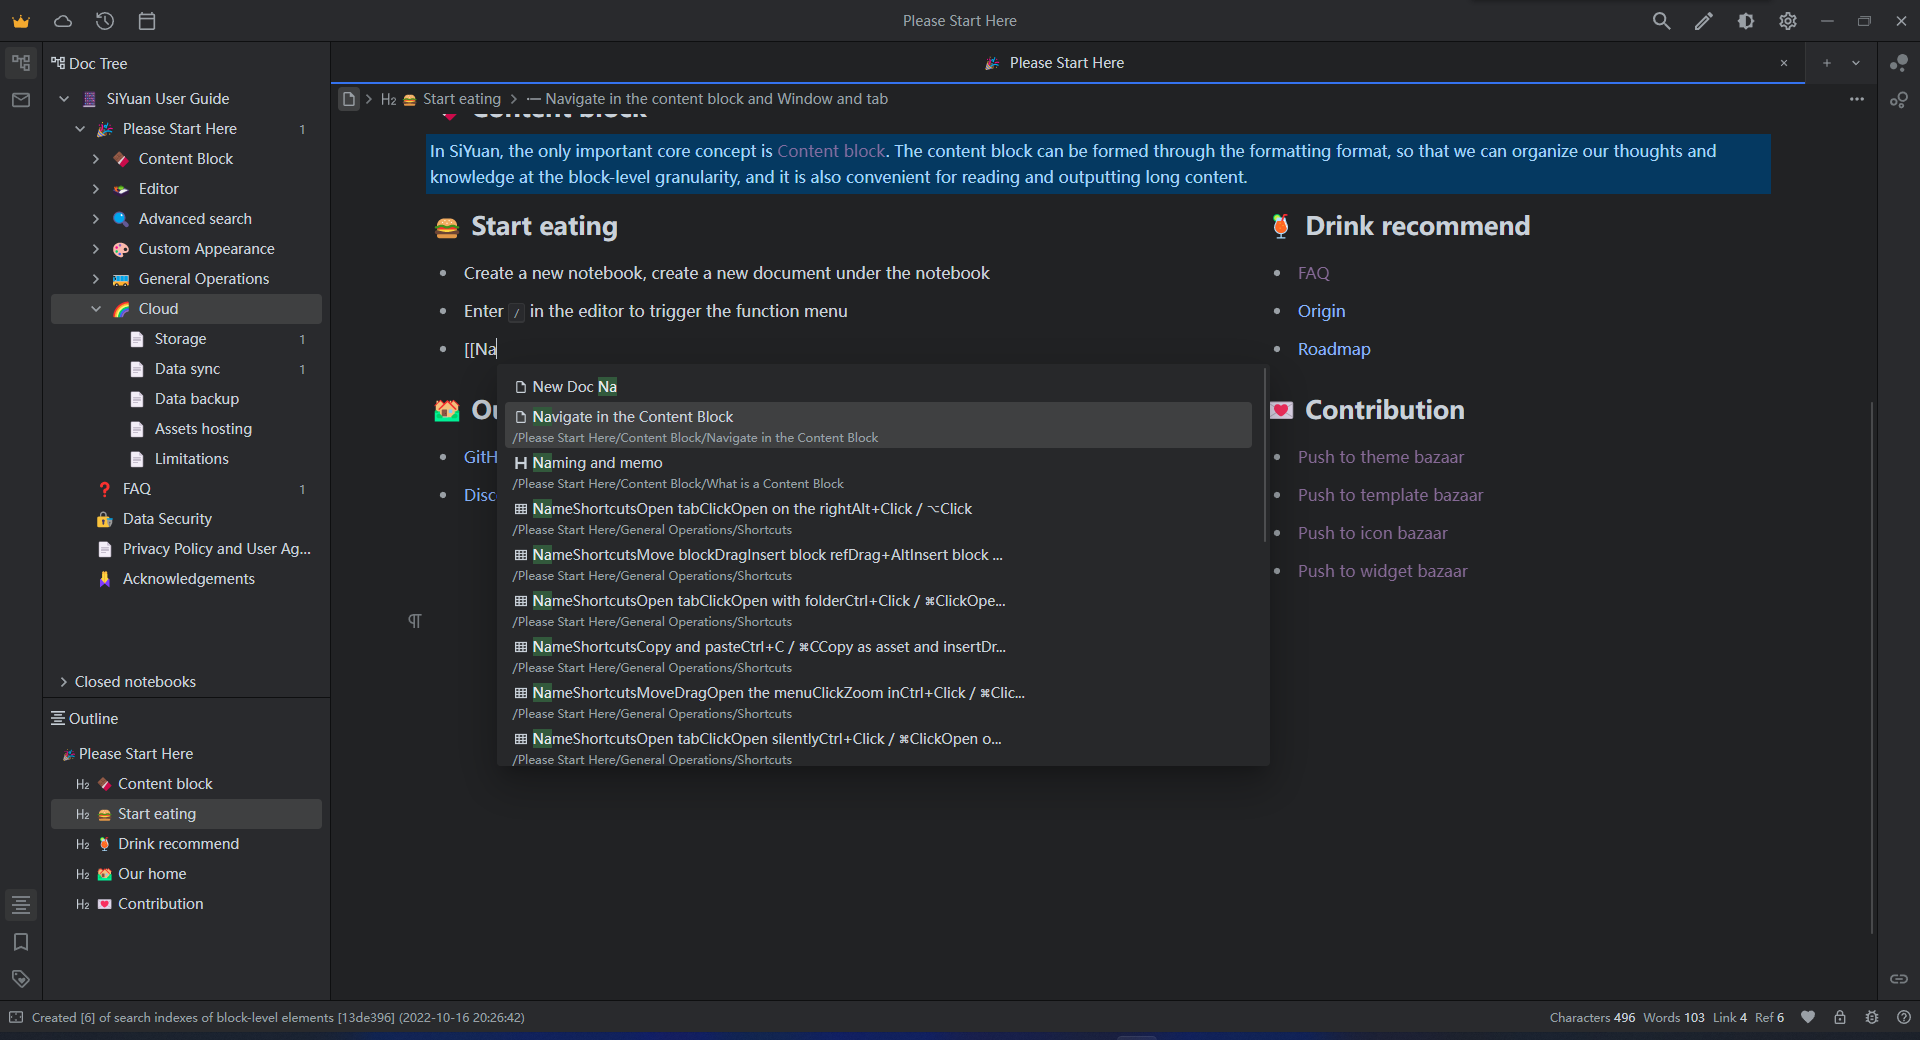 Please Start Here
Doc Tree
SiYuan User Guide
Please Start Here 1
Content Block
Editor
Advanced search
Custom Appearance
General Operations
Cloud
Storage 1
Data sync 1
Data backup
Assets hosting
Limitations
FAQ 1
Data Security
Privacy Policy and User Ag...
Acknowledgements
Closed notebooks
Outline
Please Start Here
H2 Content block
H2 Start eating
H2 Drink recommend
H2 Our home
H2 Contribution
Please Start Here
H2 Start eating > Navigate in the content block and Window and tab
Content block
In SiYuan, the only important core concept is Content block. The content block can be formed through the formatting format, so that we can organize our thoughts and
knowledge at the block-level granularity, and it is also convenient for reading and outputting long content.
Start eating
Create a new notebook, create a new document under the notebook
Enter / in the editor to trigger the function menu
[[Na
New Doc Na
Navigate in the Content Block
/Please Start Here/Content Block/Navigate in the Content Block
Naming and memo
/Please Start Here/Content Block/What is a Content Block
NameShortcutsOpen tabClickOpen on the rightAlt+Click / ⌥Click
/Please Start Here/General Operations/Shortcuts
NameShortcutsMove blockDragInsert block refDrag+AltInsert block ...
/Please Start Here/General Operations/Shortcuts
NameShortcutsOpen tabClickOpen with folderCtrl+Click / ⌘ClickOpe...
/Please Start Here/General Operations/Shortcuts
NameShortcutsCopy and pasteCtrl+C / ⌘CCopy as asset and insertDr...
/Please Start Here/General Operations/Shortcuts
NameShortcutsMoveDragOpen the menuClickZoom inCtrl+Click / ⌘Clic...
/Please Start Here/General Operations/Shortcuts
NameShortcutsOpen tabClickOpen silentlyCtrl+Click / ⌘ClickOpen o...
/Please Start Here/General Operations/Shortcuts
Ou
GitH
Disc
Drink recommend
FAQ
Origin
Roadmap
Contribution
Push to theme bazaar
Push to template bazaar
Push to icon bazaar
Push to widget bazaar
Created [6] of search indexes of block-level elements [13de396] (2022-10-16 20:26:42)
Characters 496 Words 103 Link 4 Ref 6